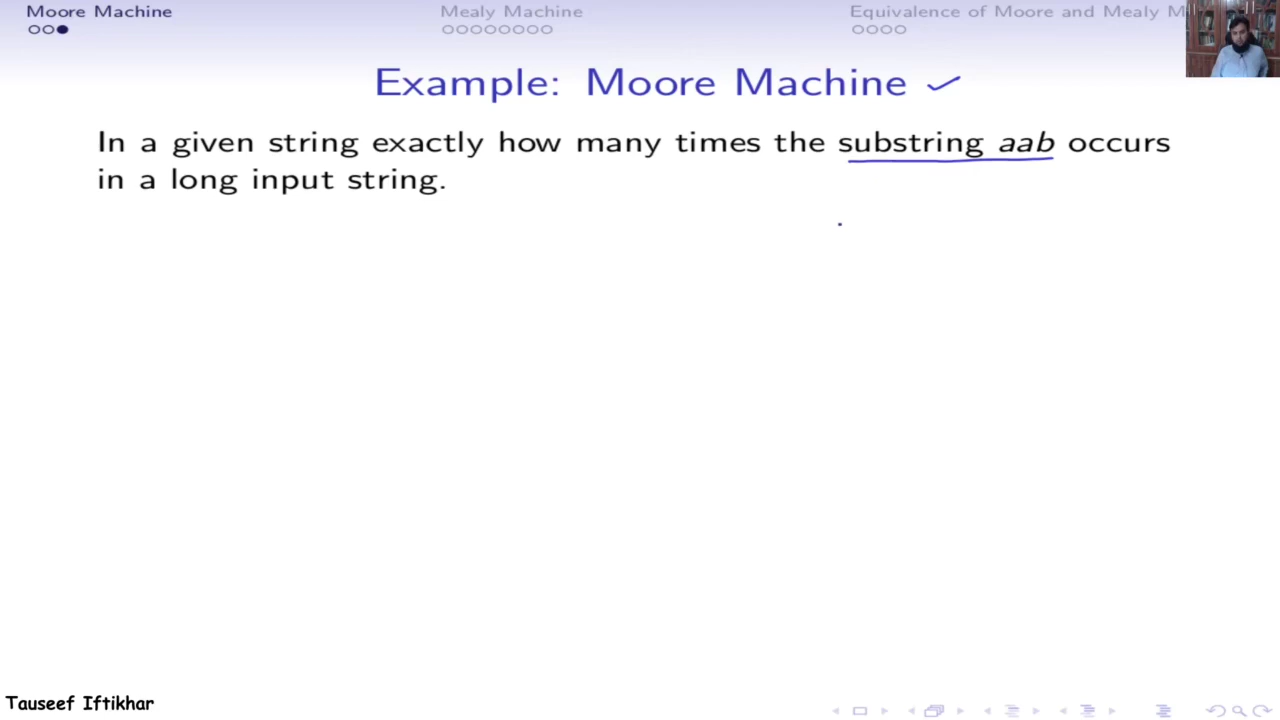 Moore Machine
Mealy Machine
Equivalence of Moore and Mealy M
Example: Moore Machine
In a given string exactly how many times the substring aab occurs
in a long input string.
Tauseef Iftikhar